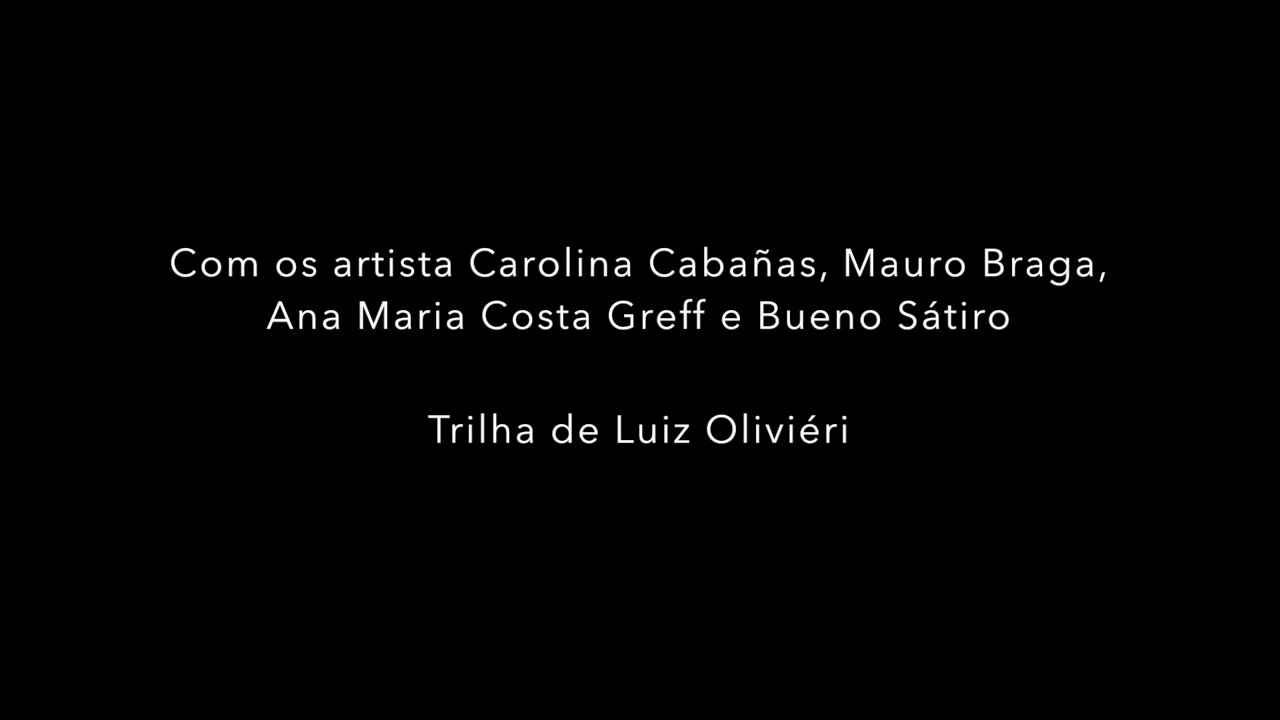 Com os artista Carolina Cabañas, Mauro Braga,
Ana Maria Costa Greff e Bueno Sátiro
Trilha de Luiz Oliviéri